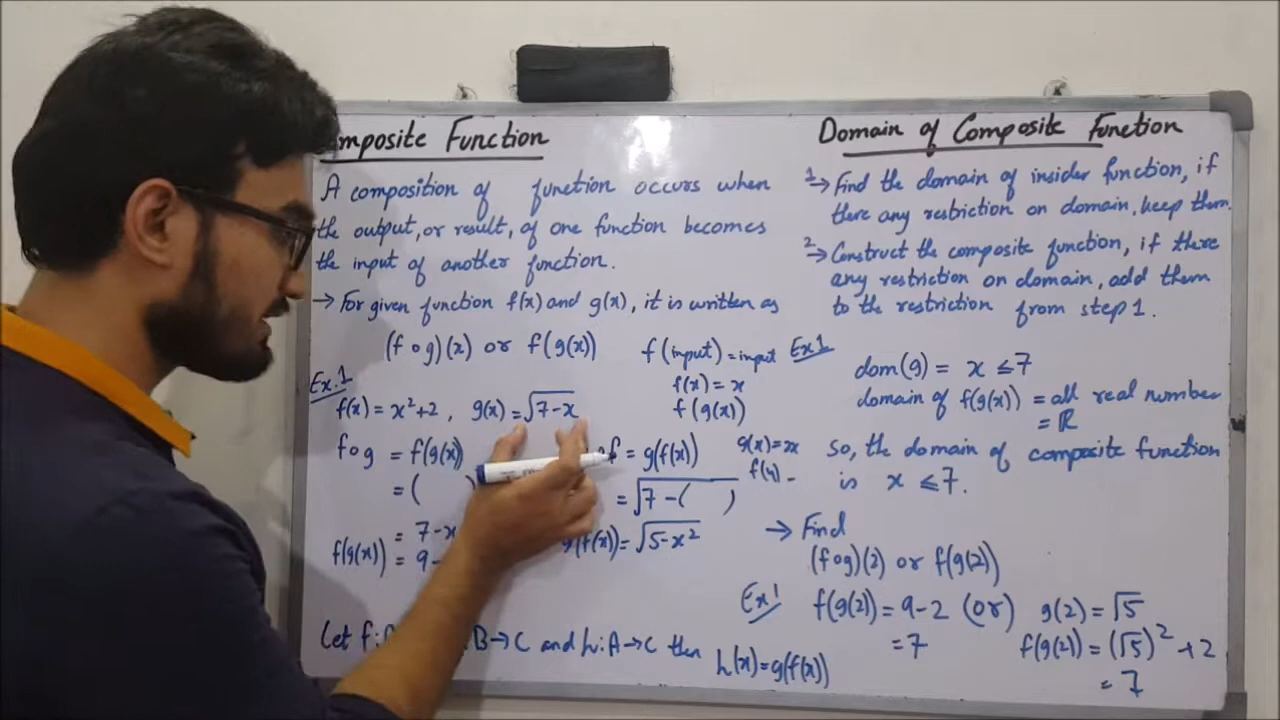 mposite Function
A composition of function occurs when
the output, or result, of one function becomes
the input of another function.
→ For given function f(x) and g(x), it is written as
(f o g)(x) or f(g(x))
f(input) = input
f(x) = x
f(g(x))
Ex.1
f(x) = x²+2 , g(x) = √7-x
f o g = f(g(x))
= (
= 7-x
f(g(x)) = 9-
f = g(f(x))
= √7-( )
g(f(x)) = √5-x²
g(x)=2x
f(4) -
Let f: B→C and h: A→C then h(x)=g(f(x))
Domain of Composite Function
1→ Find the domain of insider function, if
there any restriction on domain, keep them.
2→ Construct the composite function, if there
any restriction on domain, add them
to the restriction from step 1.
Ex1
dom(g) = x ≤ 7
domain of f(g(x)) = all real number
= R
so, the domain of composite function
is x ≤ 7.
→ Find
(f o g)(2) or f(g(2))
Ex1 f(g(2)) = 9-2 (or) g(2) = √5
= 7 f(g(2)) = (√5)² + 2
= 7